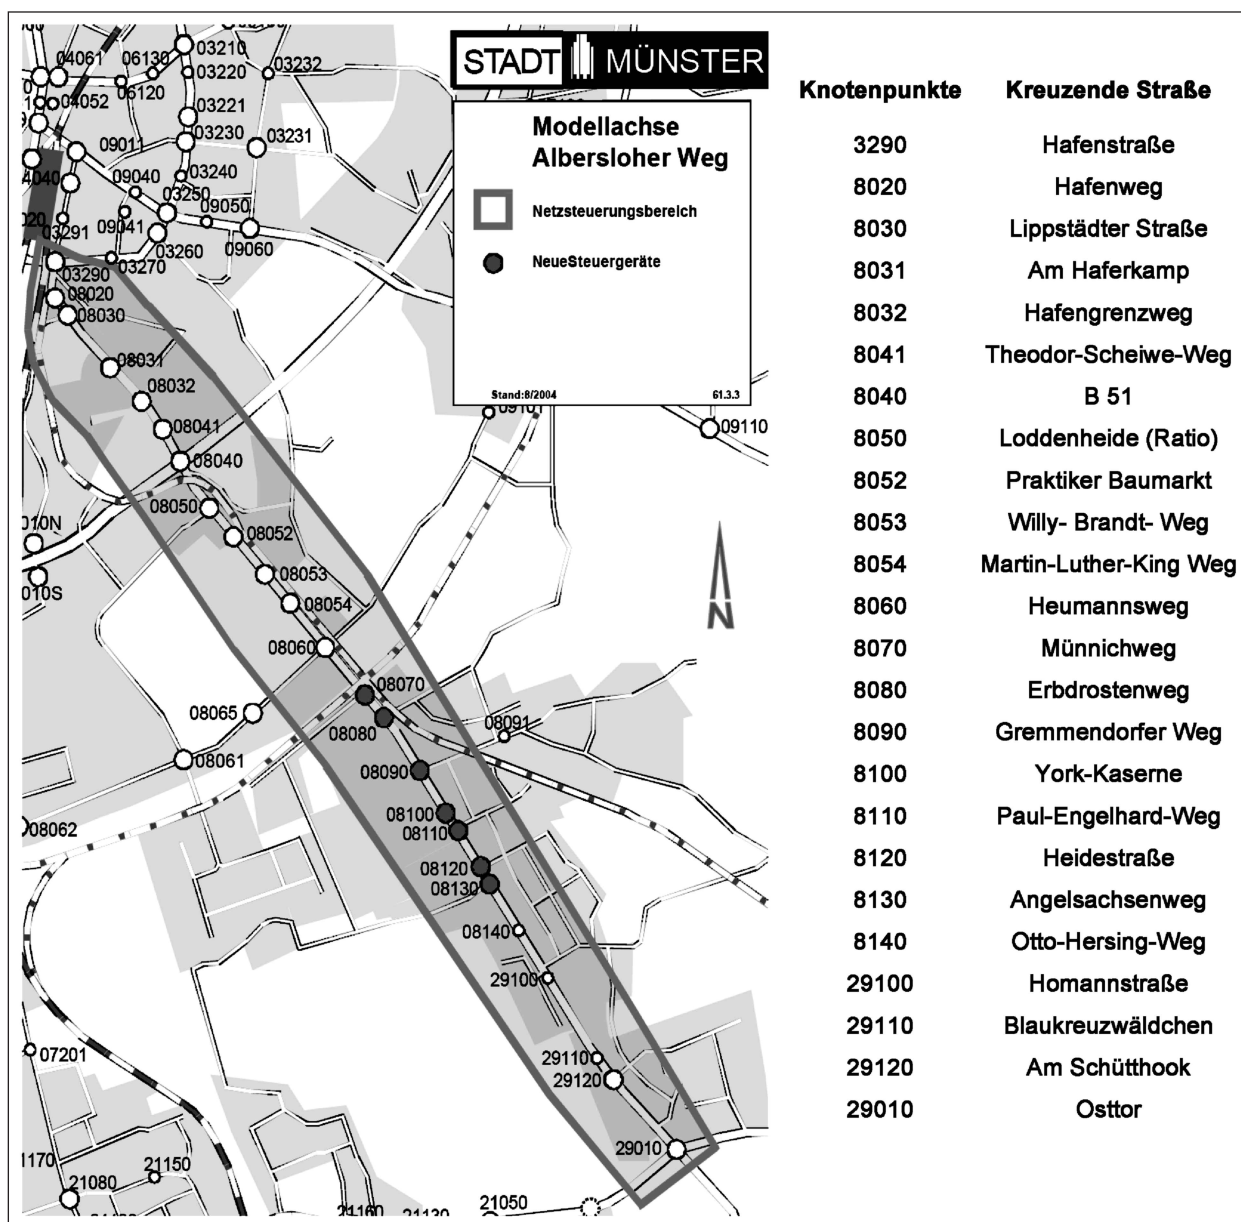 STADT MÜNSTER
Modellachse
Albersloher Weg
Netzsteuerungsbereich
NeueSteuergeräte
Stand:8/2004 61.3.3
Knotenpunkte Kreuzende Straße
3290 Hafenstraße
8020 Hafenweg
8030 Lippstädter Straße
8031 Am Haferkamp
8032 Hafengrenzweg
8041 Theodor-Scheiwe-Weg
8040 B 51
8050 Loddenheide (Ratio)
8052 Praktiker Baumarkt
8053 Willy- Brandt- Weg
8054 Martin-Luther-King Weg
8060 Heumannsweg
8070 Münnichweg
8080 Erbdrostenweg
8090 Gremmendorfer Weg
8100 York-Kaserne
8110 Paul-Engelhard-Weg
8120 Heidestraße
8130 Angelsachsenweg
8140 Otto-Hersing-Weg
29100 Homannstraße
29110 Blaukreuzwäldchen
29120 Am Schütthook
29010 Osttor
04061
06130
03210
03220
03232
06120
04052
03221
03230
03231
09011
09040
03240
03250
09050
09041
03291
03260
09060
03270
03290
08020
08030
08031
08032
08041
08040
09101
09110
08050
08052
010N
010S
08053
08054
08060
08070
08065
08080
08091
08061
08090
08062
08100
08110
08120
08130
08140
29100
07201
29110
29120
29010
N
21150
21080
21050